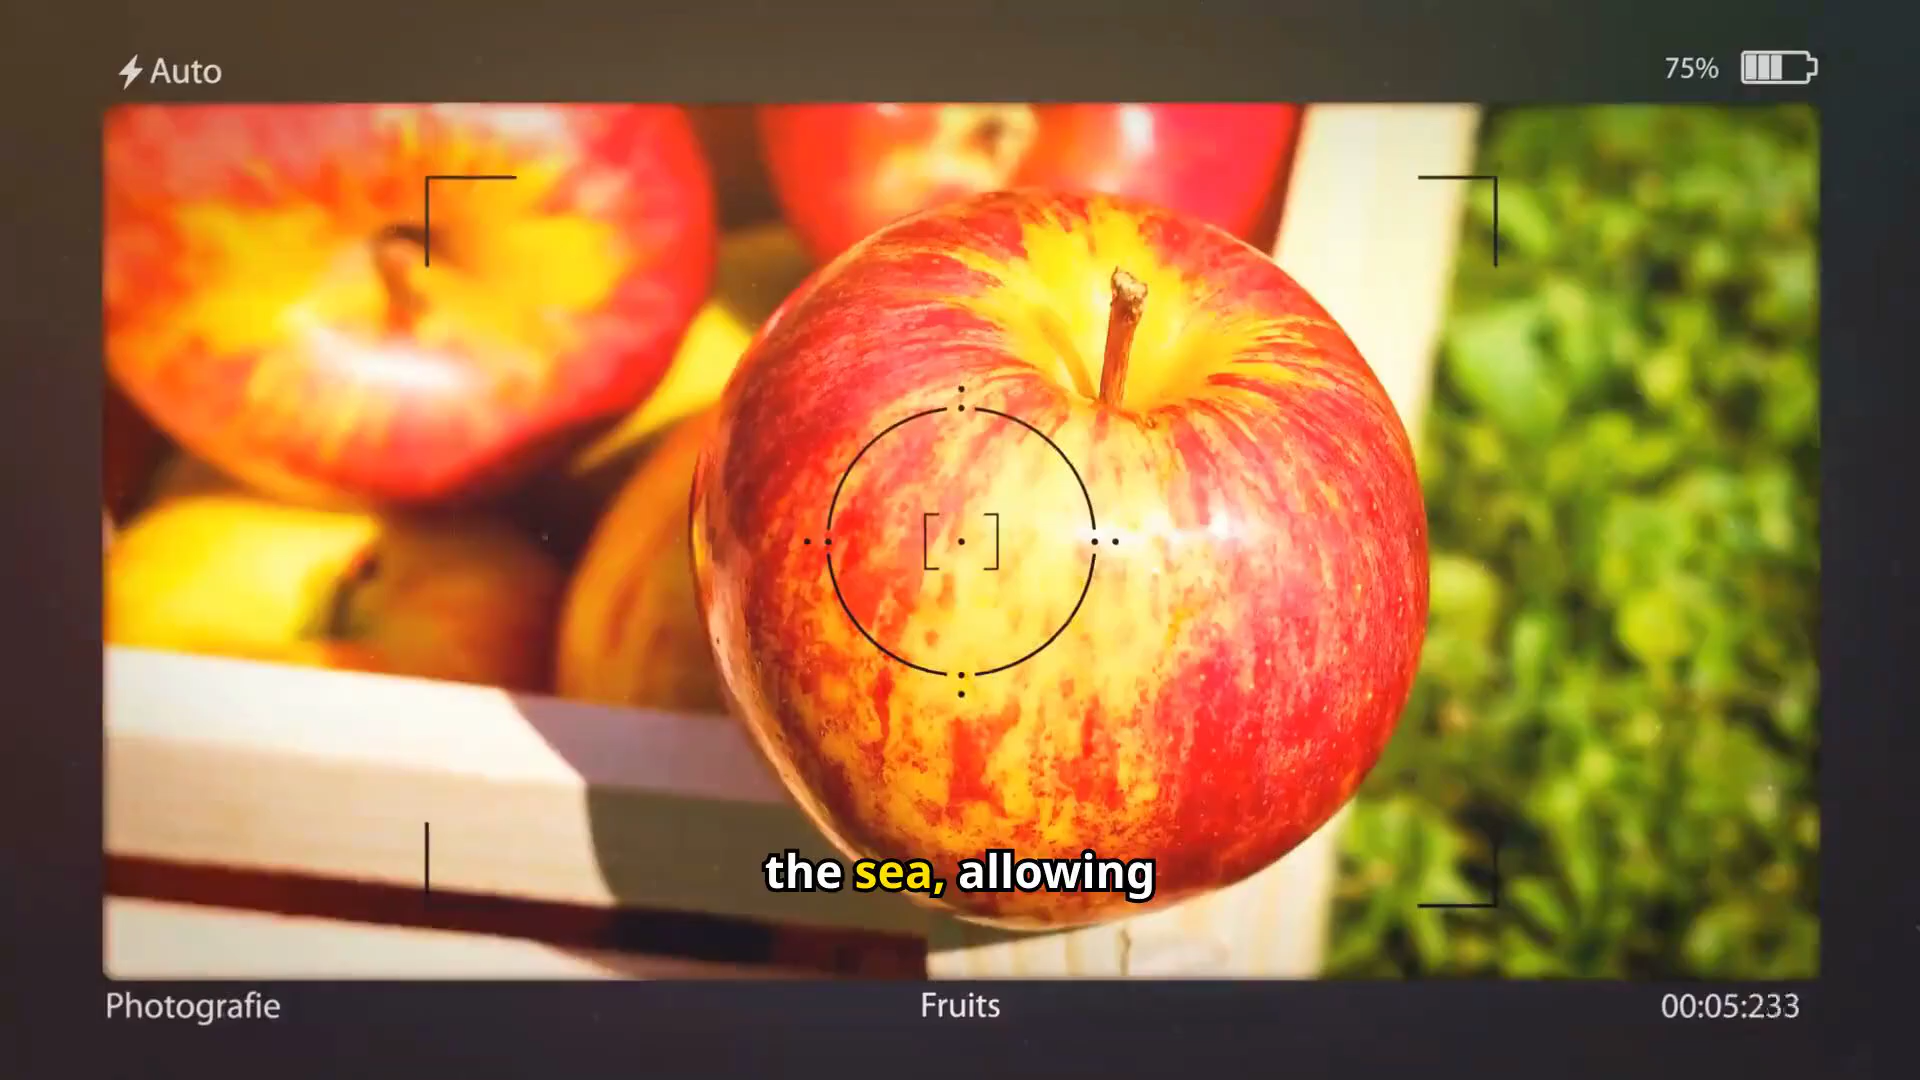 Auto
75%
the sea, allowing
Photografie
Fruits
00:05:233